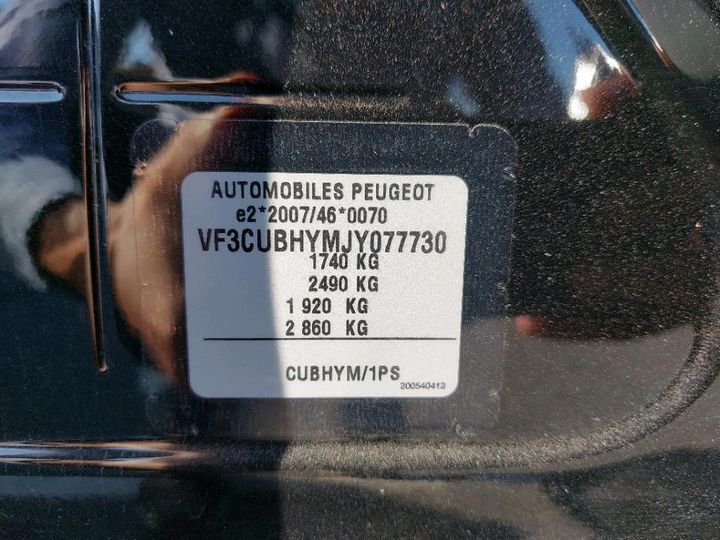 AUTOMOBILES PEUGEOT
e2*2007/46*0070
VF3CUBHYMJY077730
1740 KG
2490 KG
1 920 KG
2 860 KG
CUBHYM/1PS
200540412